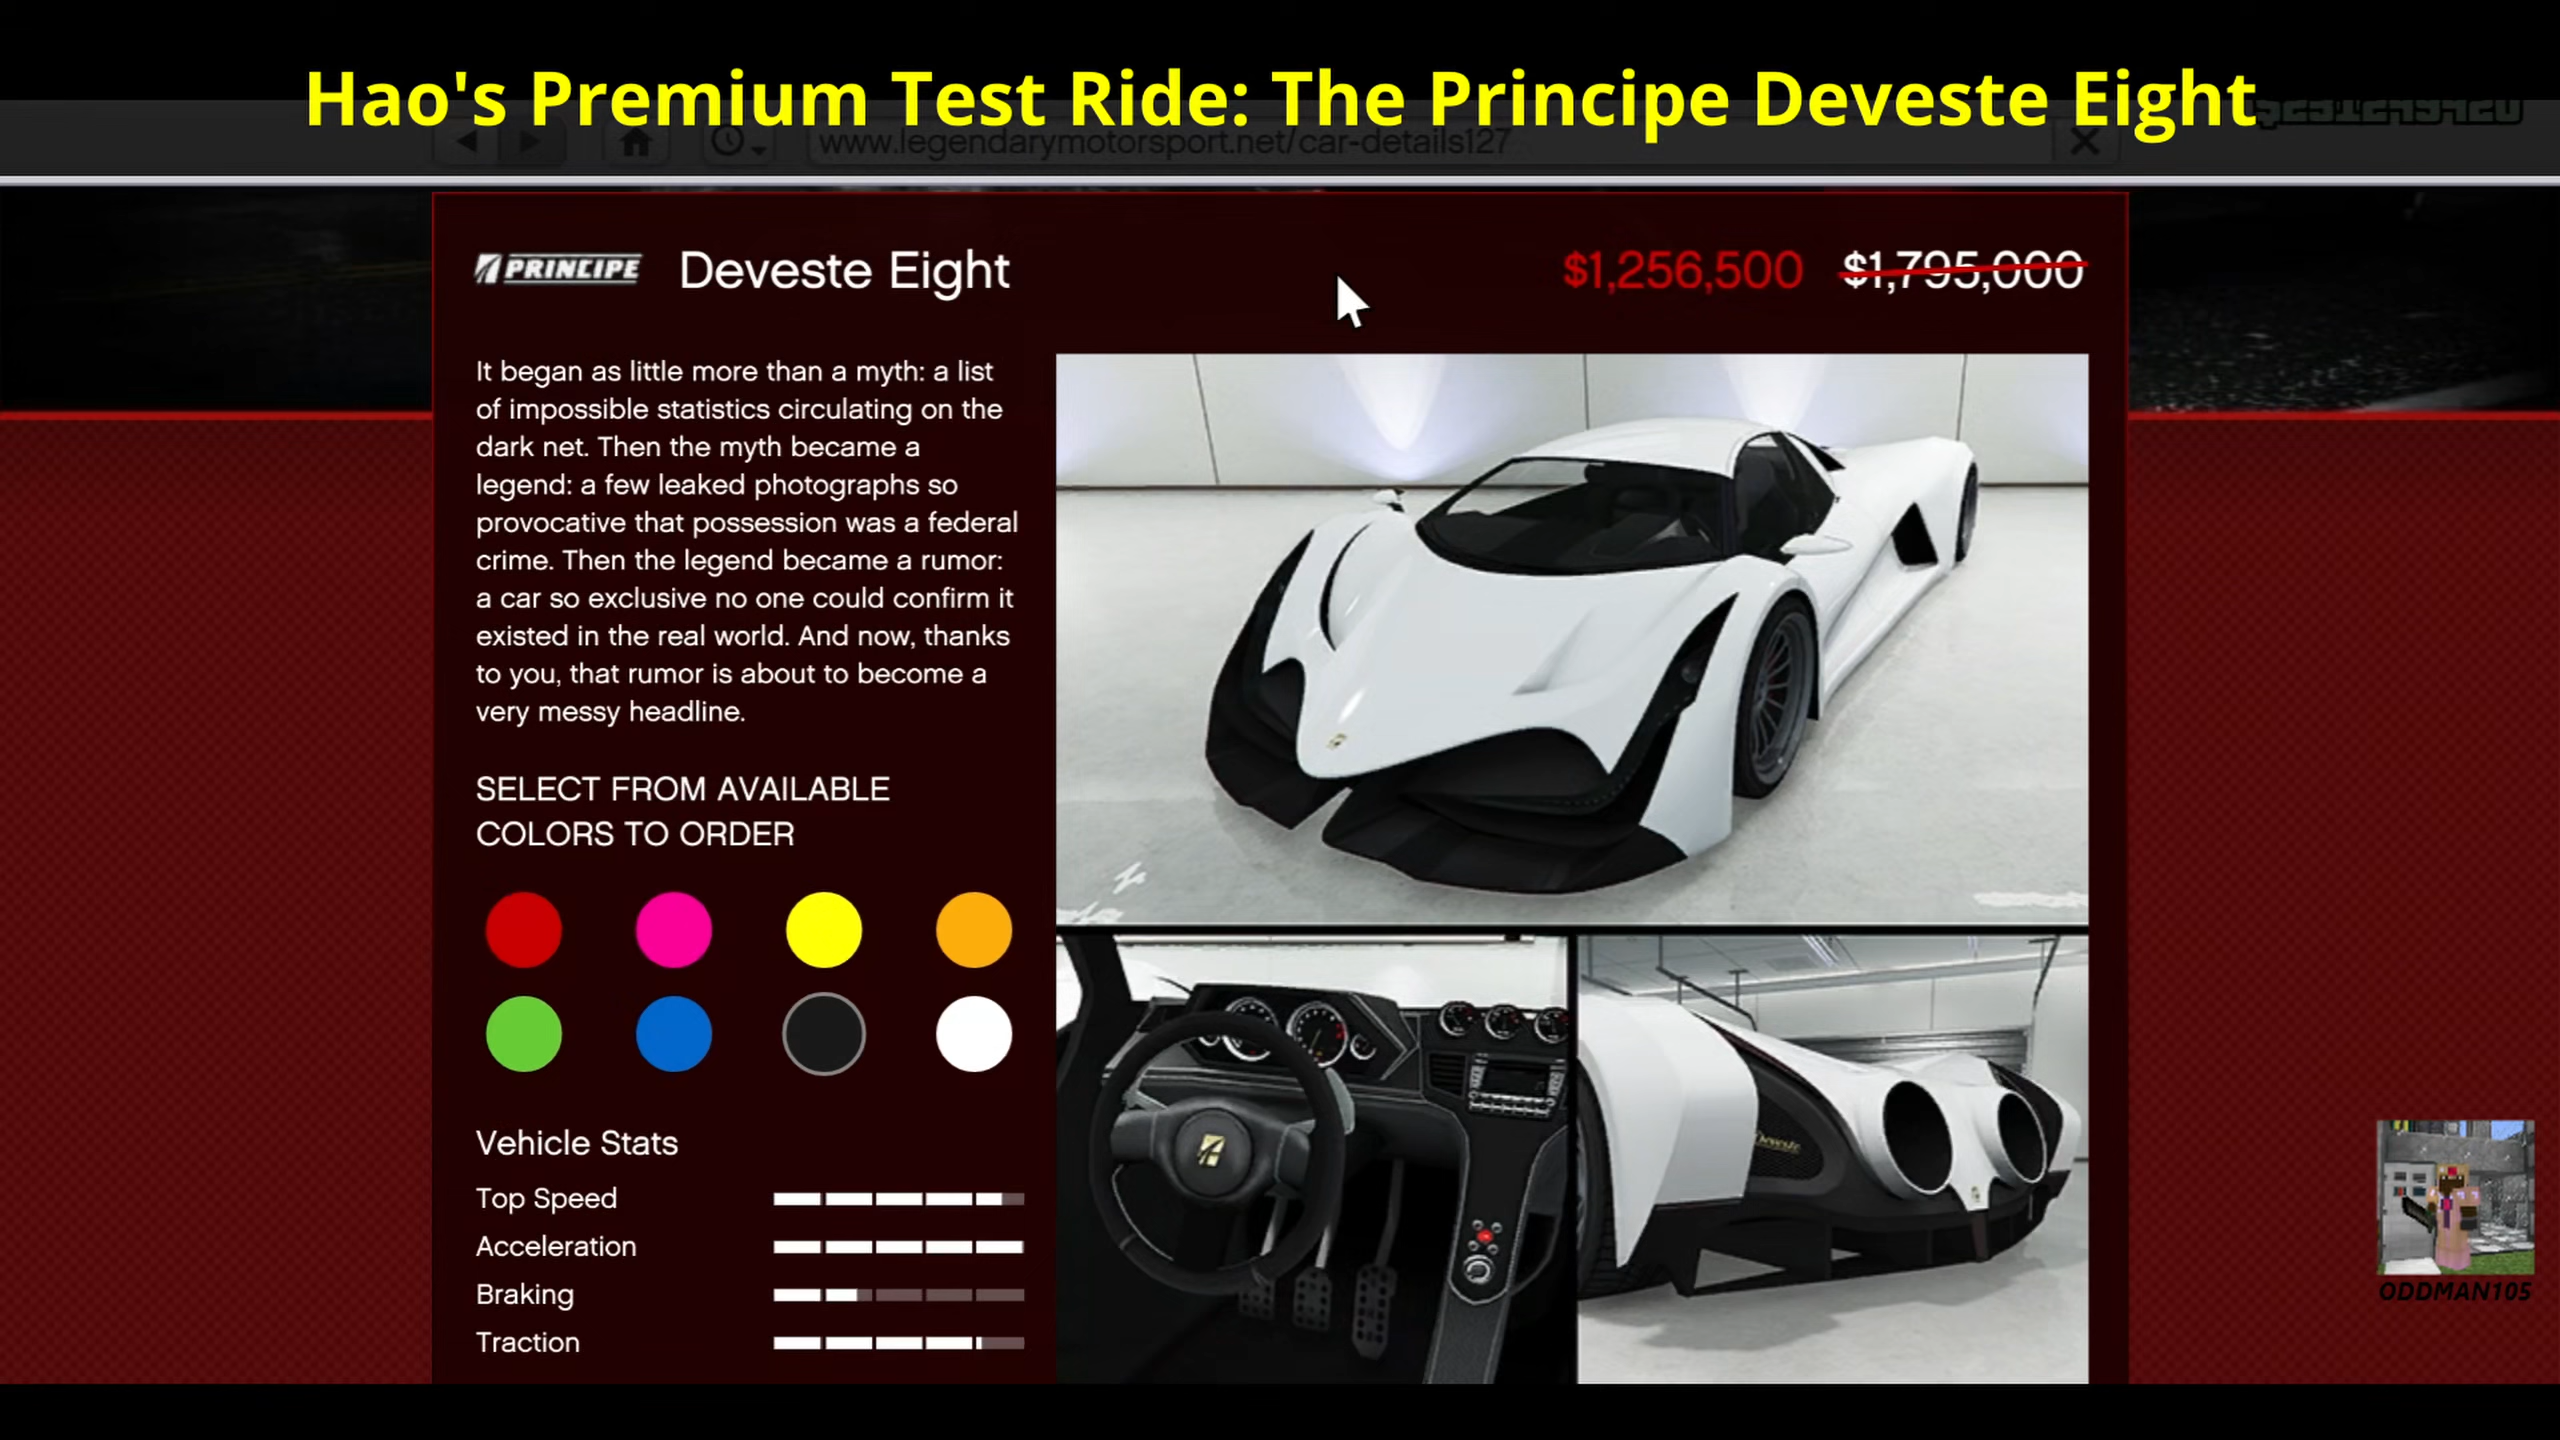 Hao's Premium Test Ride: The Principe Deveste Eight
www.legendarymotorsport.net/car-details127
PRINCIPE
Deveste Eight
$1,256,500 $1,795,000
It began as little more than a myth: a list
of impossible statistics circulating on the
dark net. Then the myth became a
legend: a few leaked photographs so
provocative that possession was a federal
crime. Then the legend became a rumor:
a car so exclusive no one could confirm it
existed in the real world. And now, thanks
to you, that rumor is about to become a
very messy headline.
SELECT FROM AVAILABLE
COLORS TO ORDER
Vehicle Stats
Top Speed
Acceleration
Braking
Traction
Deveste
ODDMAN105